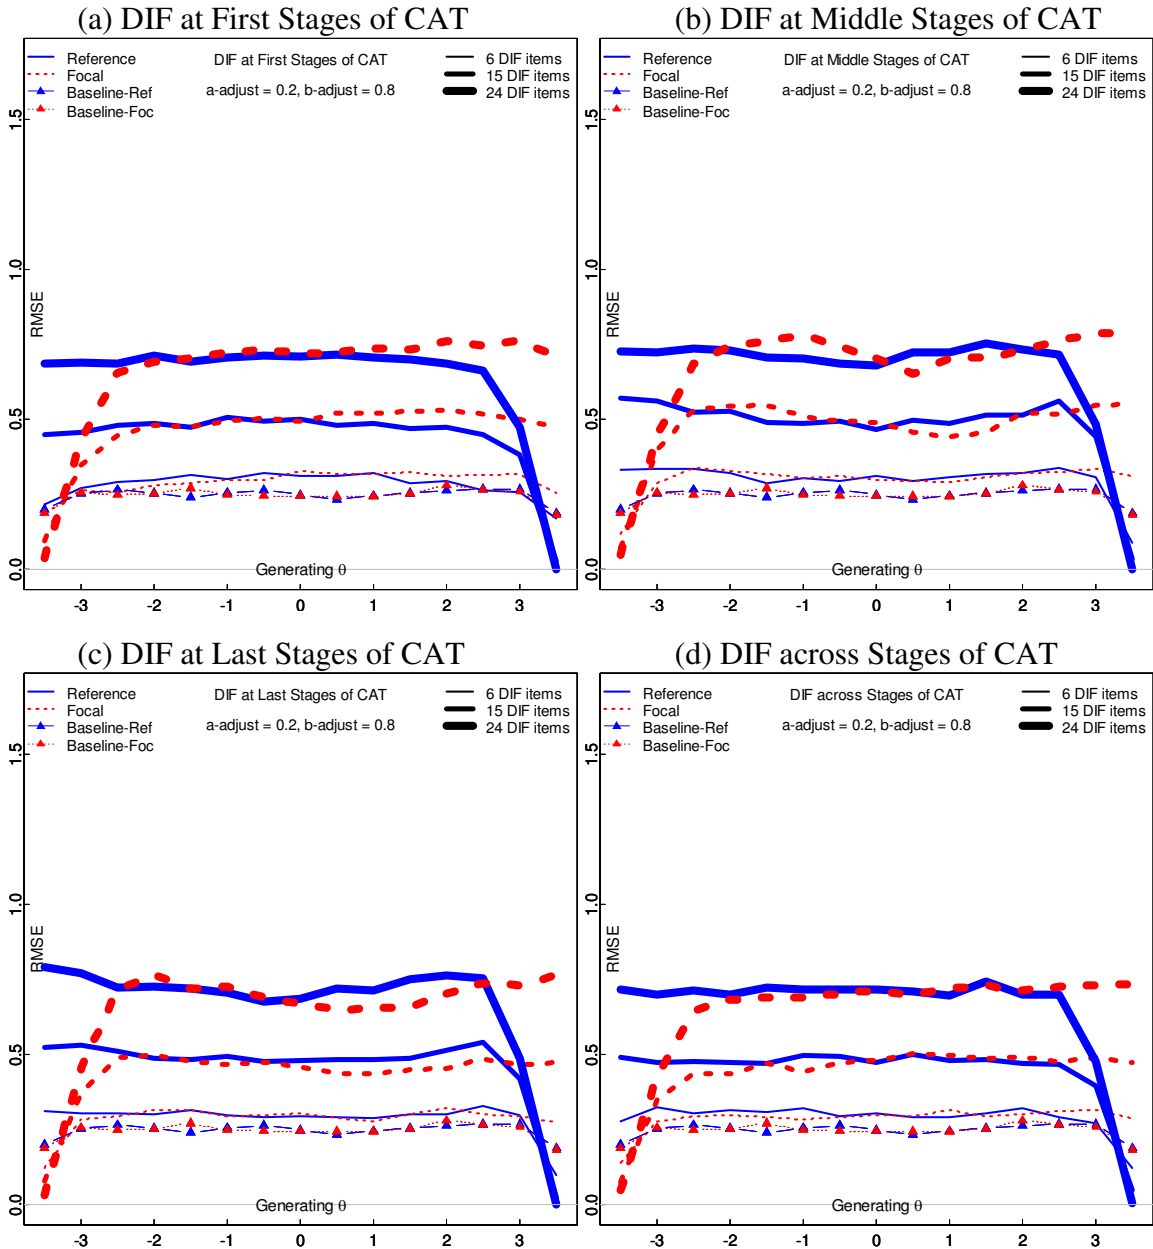 (a) DIF at First Stages of CAT
Reference
Focal
Baseline-Ref
Baseline-Foc
DIF at First Stages of CAT
a-adjust = 0.2, b-adjust = 0.8
6 DIF items
15 DIF items
24 DIF items
RMSE
0.0
0.5
1.0
1.5
Generating θ
-3 -2 -1 0 1 2 3
(b) DIF at Middle Stages of CAT
Reference
Focal
Baseline-Ref
Baseline-Foc
DIF at Middle Stages of CAT
a-adjust = 0.2, b-adjust = 0.8
6 DIF items
15 DIF items
24 DIF items
RMSE
0.0
0.5
1.0
1.5
Generating θ
-3 -2 -1 0 1 2 3
(c) DIF at Last Stages of CAT
Reference
Focal
Baseline-Ref
Baseline-Foc
DIF at Last Stages of CAT
a-adjust = 0.2, b-adjust = 0.8
6 DIF items
15 DIF items
24 DIF items
RMSE
0.0
0.5
1.0
1.5
Generating θ
-3 -2 -1 0 1 2 3
(d) DIF across Stages of CAT
Reference
Focal
Baseline-Ref
Baseline-Foc
DIF across Stages of CAT
a-adjust = 0.2, b-adjust = 0.8
6 DIF items
15 DIF items
24 DIF items
RMSE
0.0
0.5
1.0
1.5
Generating θ
-3 -2 -1 0 1 2 3